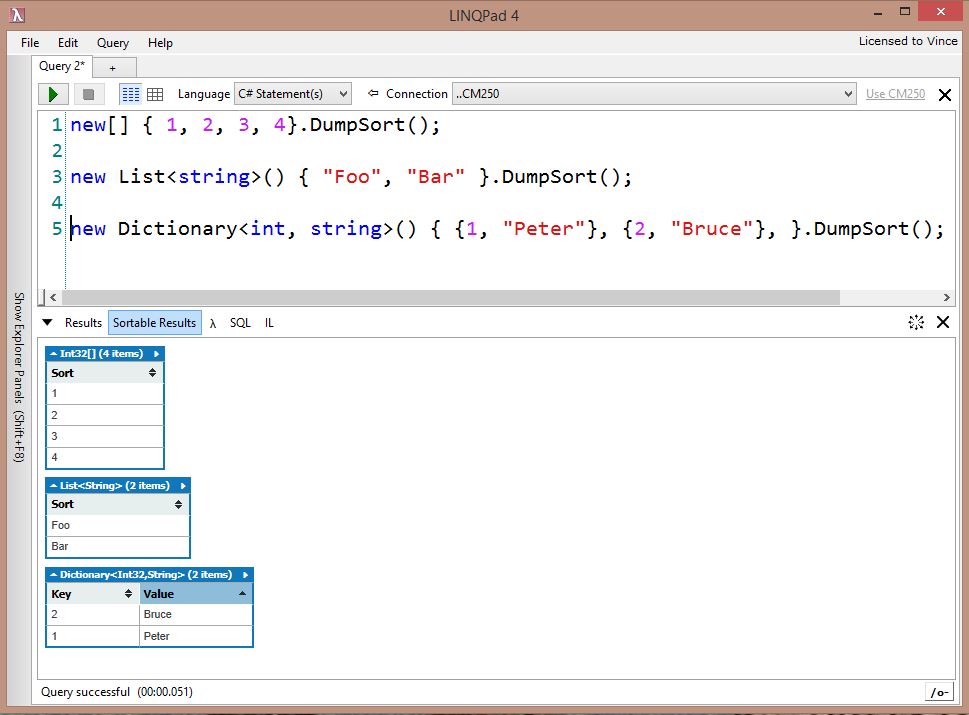 LINQPad 4
File Edit Query Help
Licensed to Vince
Query 2* +
Language C# Statement(s) Connection ..CM250 Use CM250
1 new[] { 1, 2, 3, 4}.DumpSort();
2
3 new List<string>() { "Foo", "Bar" }.DumpSort();
4
5 new Dictionary<int, string>() { {1, "Peter"}, {2, "Bruce"}, }.DumpSort();
Show Explorer Panels (Shift+F8)
Results Sortable Results λ SQL IL
Int32[] (4 items)
Sort
1
2
3
4
List<String> (2 items)
Sort
Foo
Bar
Dictionary<Int32,String> (2 items)
Key Value
2 Bruce
1 Peter
Query successful (00:00.051)
/o-